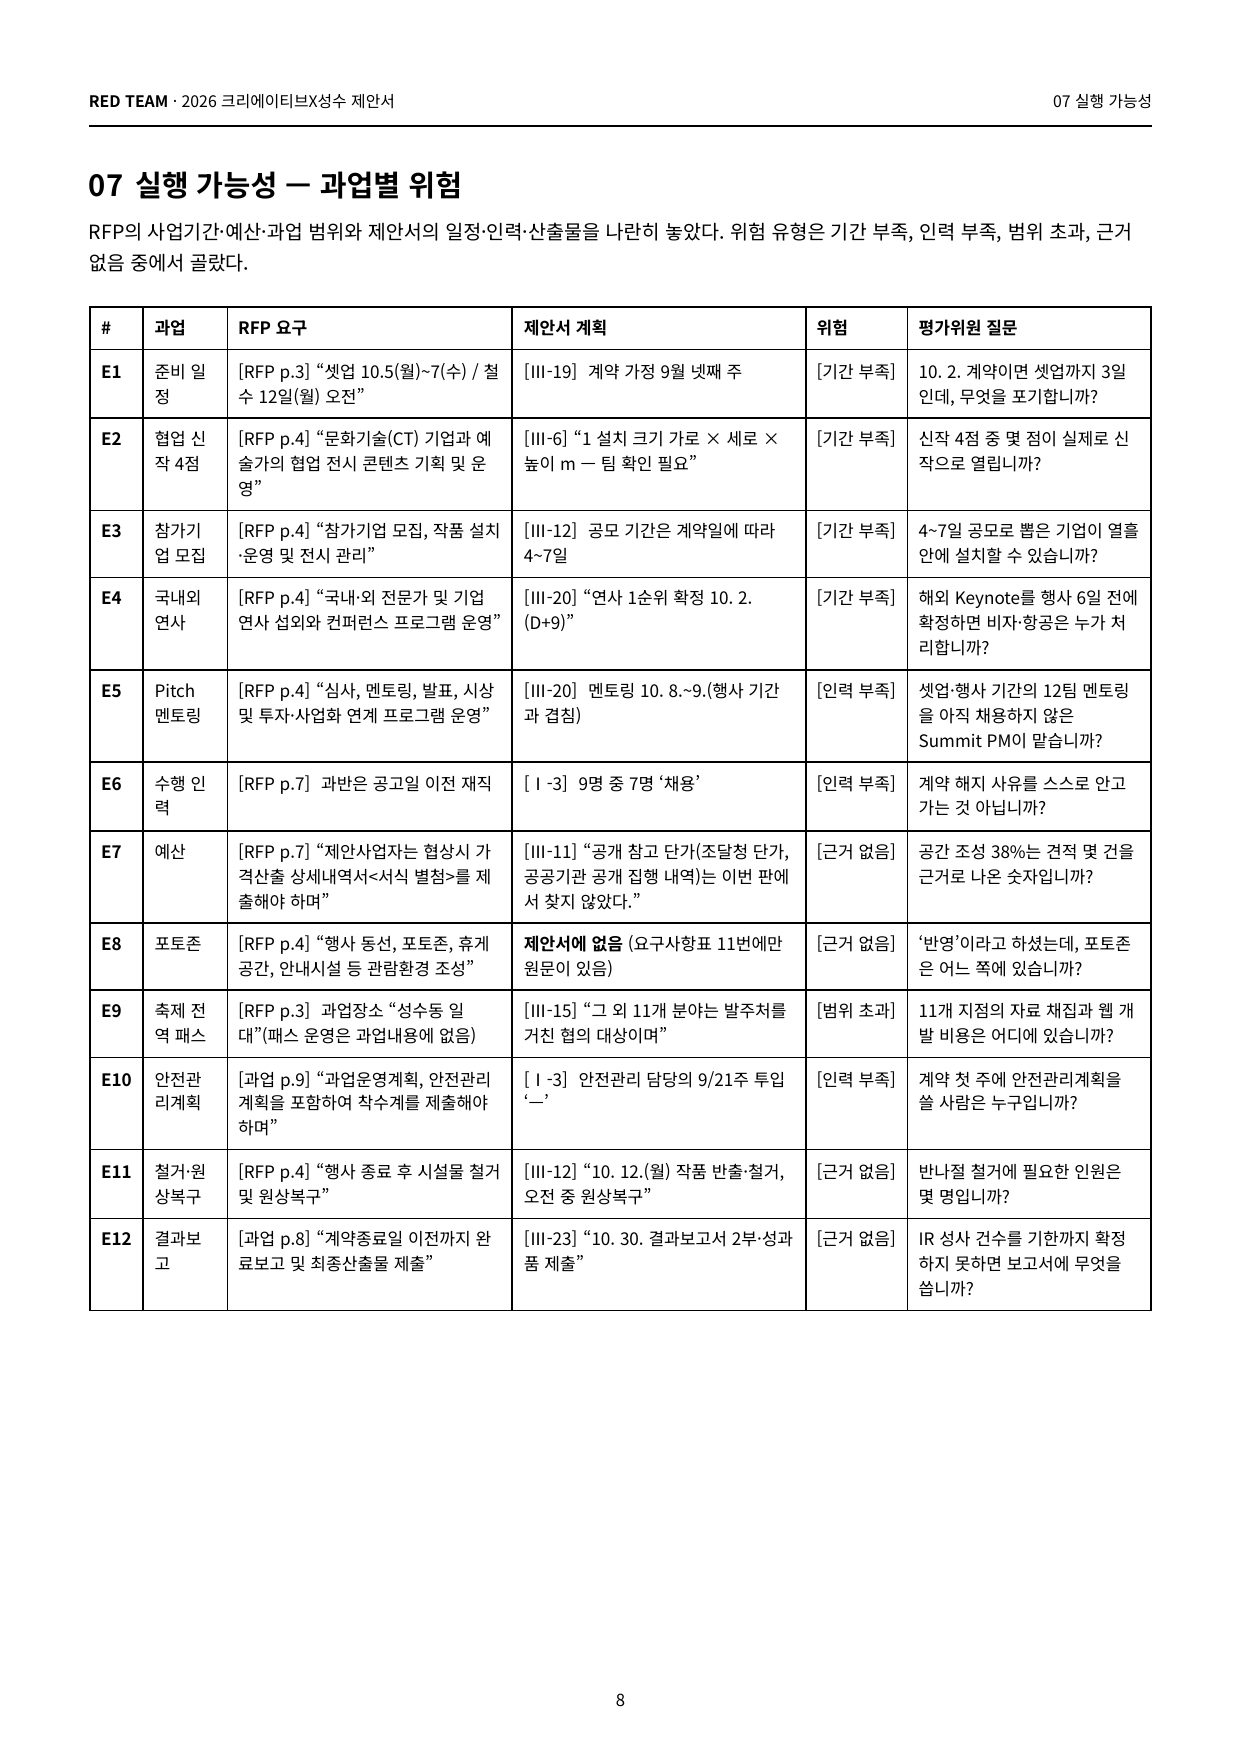 RED TEAM · 2026 크리에이티브X성수 제안서
07 실행 가능성
07 실행 가능성 — 과업별 위험
RFP의 사업기간·예산·과업 범위와 제안서의 일정·인력·산출물을 나란히 놓았다. 위험 유형은 기간 부족, 인력 부족, 범위 초과, 근거
없음 중에서 골랐다.
# 과업 RFP 요구 제안서 계획 위험 평가위원 질문
E1
준비 일
정
[RFP p.3] “셋업 10.5(월)~7(수) / 철
수 12일(월) 오전”
[III-19] 계약 가정 9월 넷째 주
[기간 부족]
10. 2. 계약이면 셋업까지 3일
인데, 무엇을 포기합니까?
E2
협업 신
작 4점
[RFP p.4] “문화기술(CT) 기업과 예
술가의 협업 전시 콘텐츠 기획 및 운
영”
[III-6] “1 설치 크기 가로 × 세로 ×
높이 m — 팀 확인 필요”
[기간 부족]
신작 4점 중 몇 점이 실제로 신
작으로 열립니까?
E3
참가기
업 모집
[RFP p.4] “참가기업 모집, 작품 설치
·운영 및 전시 관리”
[III-12] 공모 기간은 계약일에 따라
4~7일
[기간 부족]
4~7일 공모로 뽑은 기업이 열흘
안에 설치할 수 있습니까?
E4
국내외
연사
[RFP p.4] “국내·외 전문가 및 기업
연사 섭외와 컨퍼런스 프로그램 운영”
[III-20] “연사 1순위 확정 10. 2.
(D+9)”
[기간 부족]
해외 Keynote를 행사 6일 전에
확정하면 비자·항공은 누가 처
리합니까?
E5
Pitch
멘토링
[RFP p.4] “심사, 멘토링, 발표, 시상
및 투자·사업화 연계 프로그램 운영”
[III-20] 멘토링 10. 8.~9.(행사 기간
과 겹침)
[인력 부족]
셋업·행사 기간의 12팀 멘토링
을 아직 채용하지 않은
Summit PM이 맡습니까?
E6
수행 인
력
[RFP p.7] 과반은 공고일 이전 재직
[Ⅰ-3] 9명 중 7명 ‘채용’
[인력 부족]
계약 해지 사유를 스스로 안고
가는 것 아닙니까?
E7
예산
[RFP p.7] “제안사업자는 협상시 가
격산출 상세내역서<서식 별첨>를 제
출해야 하며”
[III-11] “공개 참고 단가(조달청 단가,
공공기관 공개 집행 내역)는 이번 판에
서 찾지 않았다.”
[근거 없음]
공간 조성 38%는 견적 몇 건을
근거로 나온 숫자입니까?
E8
포토존
[RFP p.4] “행사 동선, 포토존, 휴게
공간, 안내시설 등 관람환경 조성”
제안서에 없음 (요구사항표 11번에만
원문이 있음)
[근거 없음]
‘반영’이라고 하셨는데, 포토존
은 어느 쪽에 있습니까?
E9
축제 전
역 패스
[RFP p.3] 과업장소 “성수동 일
대”(패스 운영은 과업내용에 없음)
[III-15] “그 외 11개 분야는 발주처를
거친 협의 대상이며”
[범위 초과]
11개 지점의 자료 채집과 웹 개
발 비용은 어디에 있습니까?
E10
안전관
리계획
[과업 p.9] “과업운영계획, 안전관리
계획을 포함하여 착수계를 제출해야
하며”
[Ⅰ-3] 안전관리 담당의 9/21주 투입
‘—’
[인력 부족]
계약 첫 주에 안전관리계획을
쓸 사람은 누구입니까?
E11
철거·원
상복구
[RFP p.4] “행사 종료 후 시설물 철거
및 원상복구”
[III-12] “10. 12.(월) 작품 반출·철거,
오전 중 원상복구”
[근거 없음]
반나절 철거에 필요한 인원은
몇 명입니까?
E12
결과보
고
[과업 p.8] “계약종료일 이전까지 완
료보고 및 최종산출물 제출”
[III-23] “10. 30. 결과보고서 2부·성과
품 제출”
[근거 없음]
IR 성사 건수를 기한까지 확정
하지 못하면 보고서에 무엇을
씁니까?
8